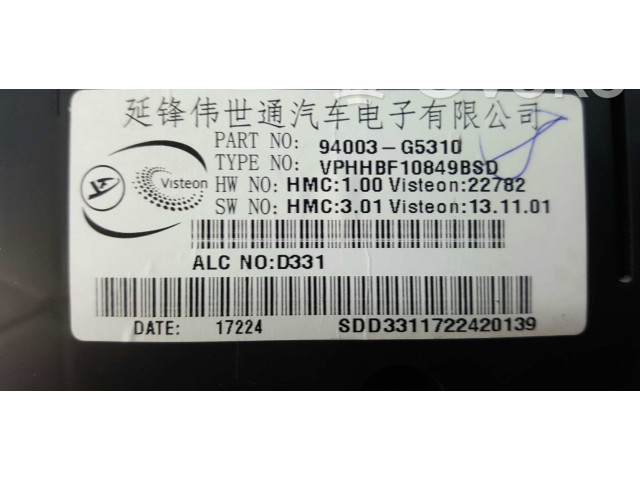 延锋伟世通汽车电子有限公司
PART NO: 94003-G5310
TYPE NO: VPHHBF10849BSD
Visteon
HW NO: HMC:1.00 Visteon:22782
SW NO: HMC:3.01 Visteon:13.11.01
ALC NO:D331
DATE: 17224 SDD3311722420139